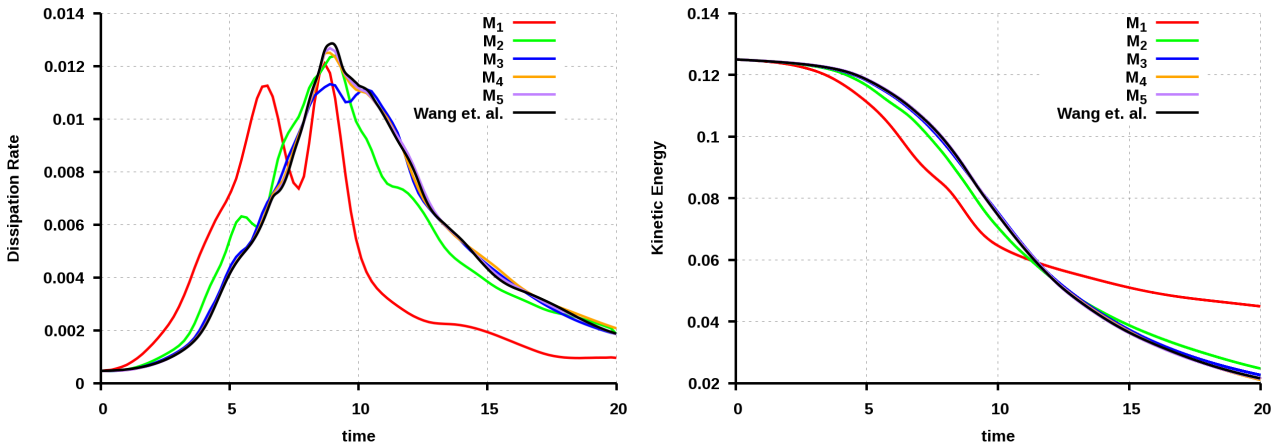 0.014
0.012
0.01
0.008
0.006
0.004
0.002
0
0 5 10 15 20
time
Dissipation Rate
M1
M2
M3
M4
M5
Wang et. al.
0.14
0.12
0.1
0.08
0.06
0.04
0.02
0 5 10 15 20
time
Kinetic Energy
M1
M2
M3
M4
M5
Wang et. al.